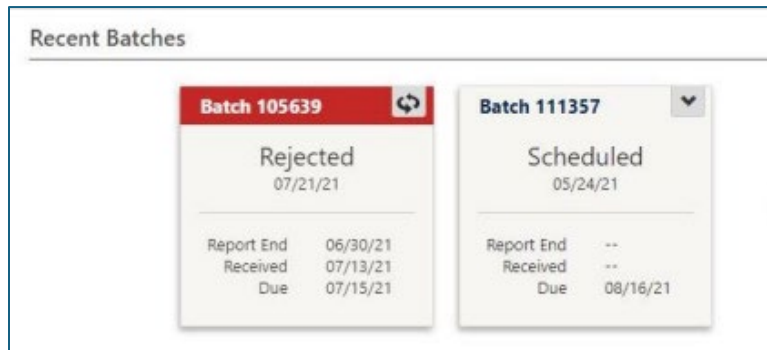 Recent Batches
Batch 105639
Rejected
07/21/21
Report End 06/30/21
Received 07/13/21
Due 07/15/21
Batch 111357
Scheduled
05/24/21
Report End --
Received --
Due 08/16/21